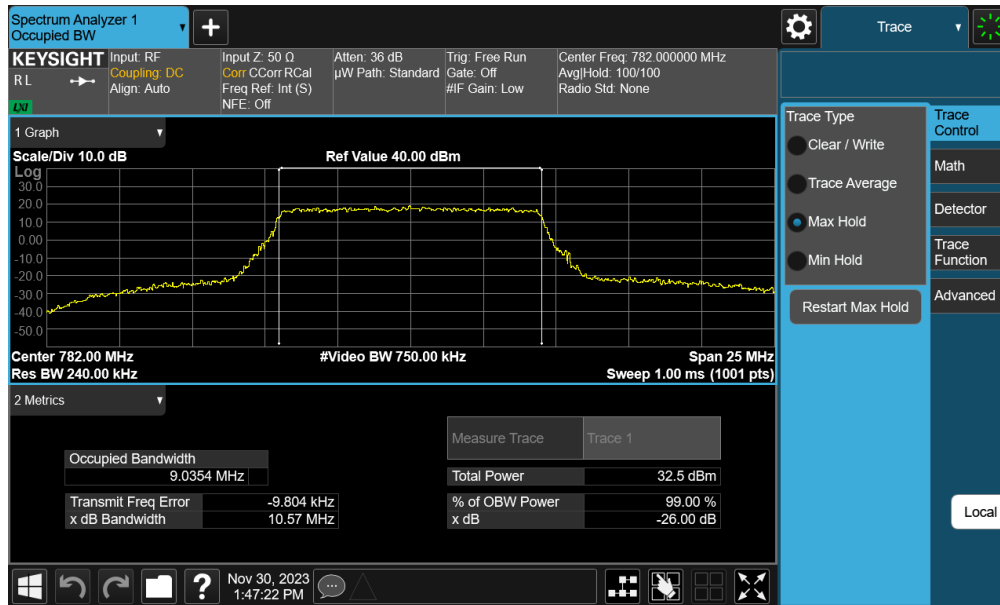 Spectrum Analyzer 1
Occupied BW
+
Trace
KEYSIGHT
R L
LXI
Input: RF
Coupling: DC
Align: Auto
Input Z: 50 Ω
Corr CCorr RCal
Freq Ref: Int (S)
NFE: Off
Atten: 36 dB
µW Path: Standard
Trig: Free Run
Gate: Off
#IF Gain: Low
Center Freq: 782.000000 MHz
Avg|Hold: 100/100
Radio Std: None
1 Graph
Scale/Div 10.0 dB
Ref Value 40.00 dBm
Log
30.0
20.0
10.0
0.00
-10.0
-20.0
-30.0
-40.0
-50.0
Center 782.00 MHz
#Video BW 750.00 kHz
Span 25 MHz
Res BW 240.00 kHz
Sweep 1.00 ms (1001 pts)
2 Metrics
Measure Trace
Trace 1
Occupied Bandwidth
9.0354 MHz
Total Power
32.5 dBm
Transmit Freq Error
-9.804 kHz
% of OBW Power
99.00 %
x dB Bandwidth
10.57 MHz
x dB
-26.00 dB
Trace Type
Clear / Write
Trace Average
Max Hold
Min Hold
Restart Max Hold
Trace
Control
Math
Detector
Trace
Function
Advanced
Local
?
Nov 30, 2023
1:47:22 PM